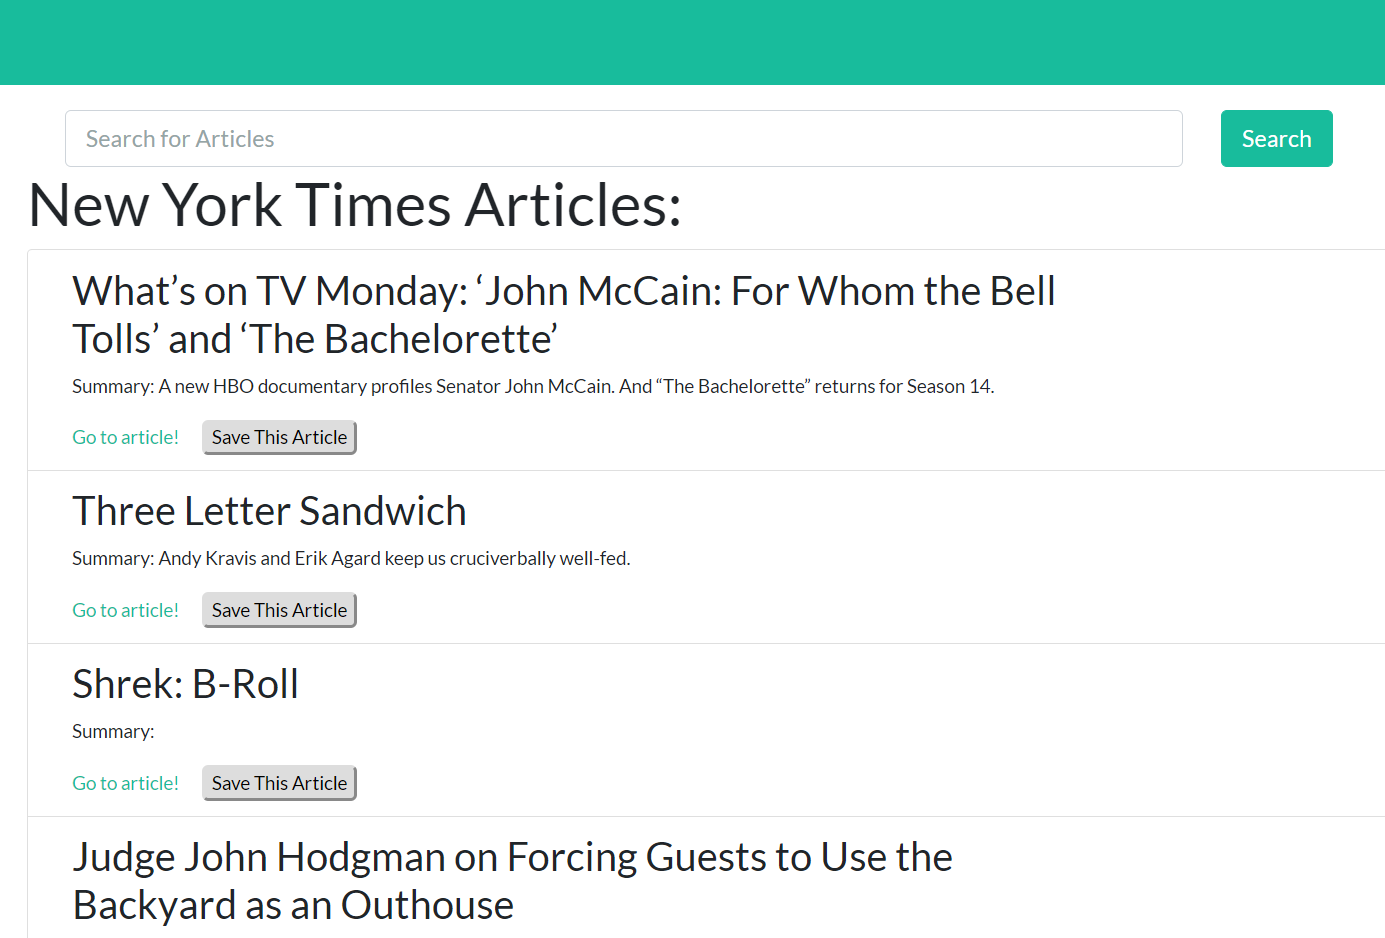 Search for Articles
Search
New York Times Articles:
What’s on TV Monday: ‘John McCain: For Whom the Bell
Tolls’ and ‘The Bachelorette’
Summary: A new HBO documentary profiles Senator John McCain. And “The Bachelorette” returns for Season 14.
Go to article! Save This Article
Three Letter Sandwich
Summary: Andy Kravis and Erik Agard keep us cruciverbally well-fed.
Go to article! Save This Article
Shrek: B-Roll
Summary:
Go to article! Save This Article
Judge John Hodgman on Forcing Guests to Use the
Backyard as an Outhouse